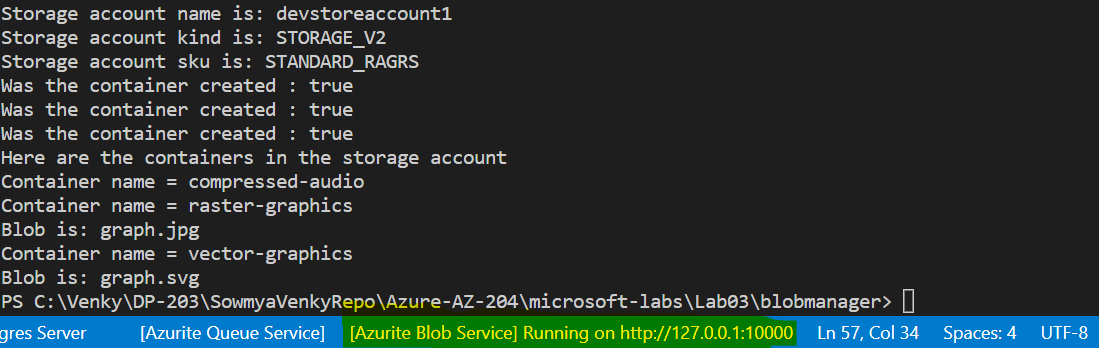 Storage account name is: devstoreaccount1
Storage account kind is: STORAGE_V2
Storage account sku is: STANDARD_RAGRS
Was the container created : true
Was the container created : true
Was the container created : true
Here are the containers in the storage account
Container name = compressed-audio
Container name = raster-graphics
Blob is: graph.jpg
Container name = vector-graphics
Blob is: graph.svg
PS C:\Venky\DP-203\SowmyaVenkyRepo\Azure-AZ-204\microsoft-labs\Lab03\blobmanager>
gres Server [Azurite Queue Service] [Azurite Blob Service] Running on http://127.0.0.1:10000 Ln 57, Col 34 Spaces: 4 UTF-8